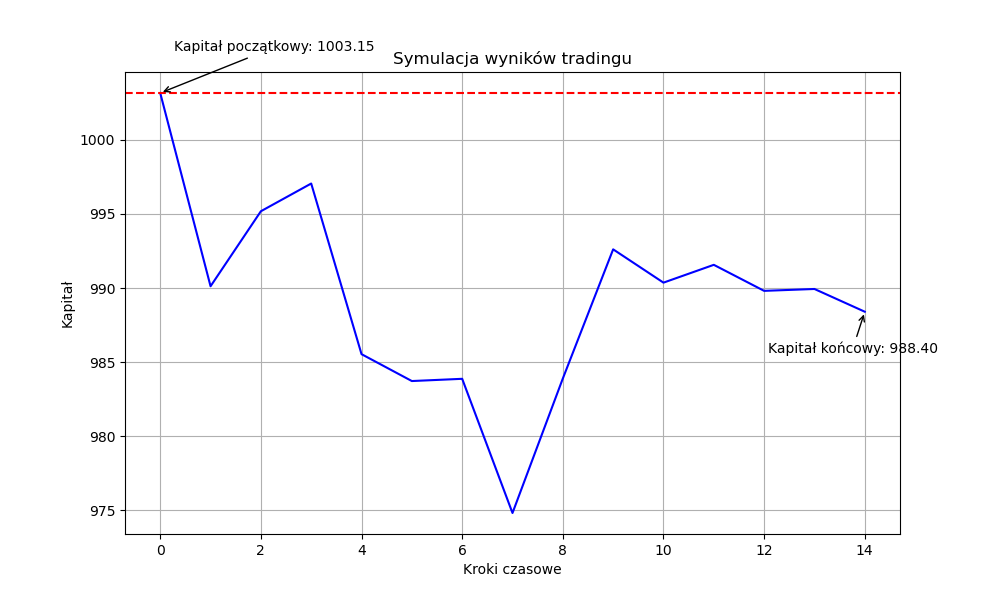 Kapitał początkowy: 1003.15
Symulacja wyników tradingu
Kapitał
1000
995
990
985
980
975
Kapitał końcowy: 988.40
0 2 4 6 8 10 12 14
Kroki czasowe